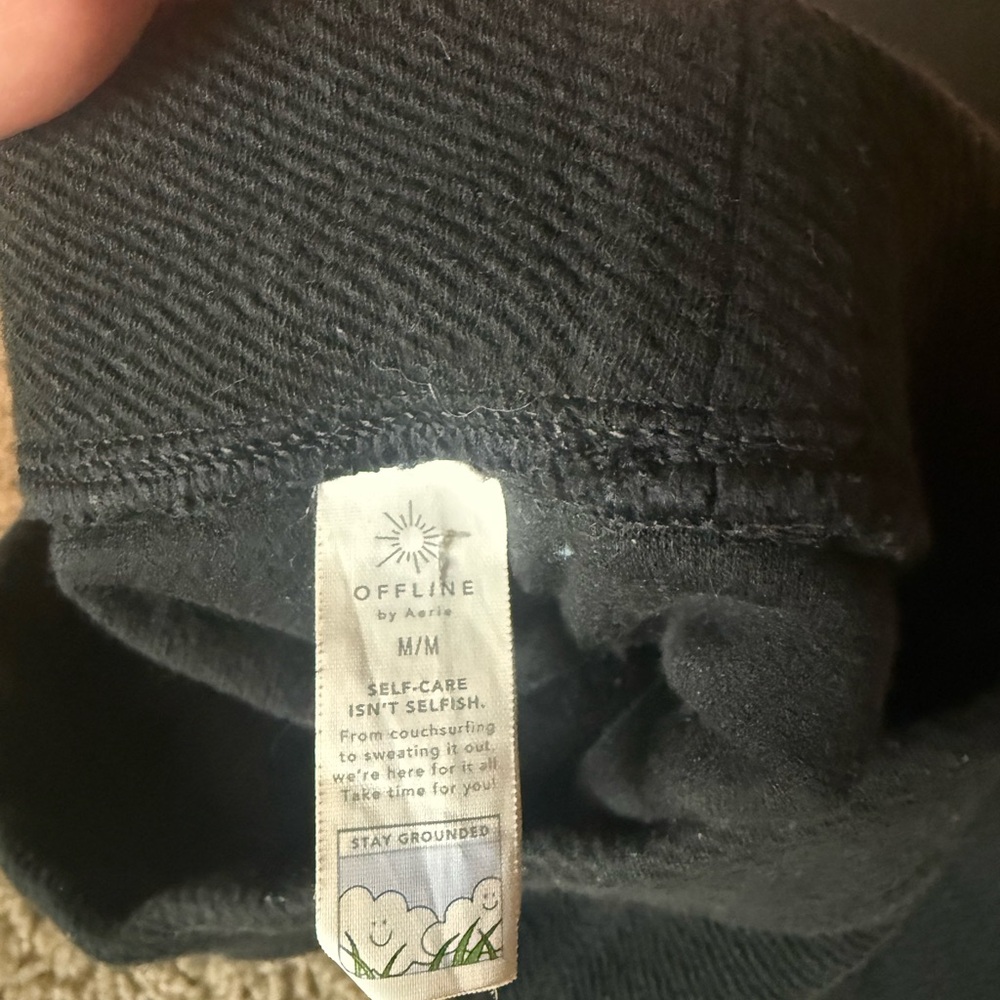 OFFLINE
by Aerie
M/M
SELF-CARE
ISN'T SELFISH.
From couchsurfing
to sweating it out,
we're here for it all
Take time for you!
STAY GROUNDED